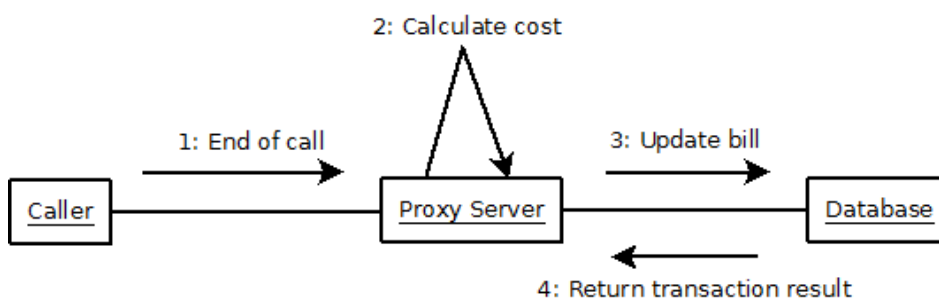 2: Calculate cost
1: End of call
3: Update bill
Caller
Proxy Server
Database
4: Return transaction result